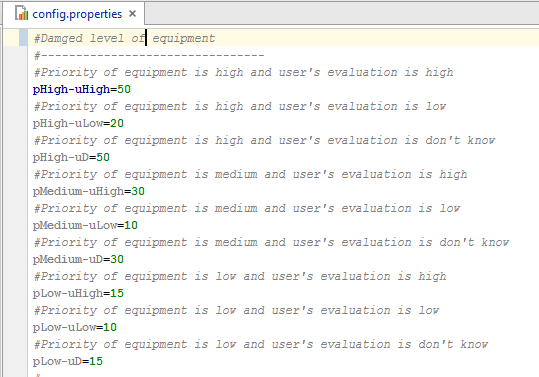 config.properties
#Damged level of equipment
#--------------------------------
#Priority of equipment is high and user's evaluation is high
pHigh-uHigh=50
#Priority of equipment is high and user's evaluation is low
pHigh-uLow=20
#Priority of equipment is high and user's evaluation is don't know
pHigh-uD=50
#Priority of equipment is medium and user's evaluation is high
pMedium-uHigh=30
#Priority of equipment is medium and user's evaluation is low
pMedium-uLow=10
#Priority of equipment is medium and user's evaluation is don't know
pMedium-uD=30
#Priority of equipment is low and user's evaluation is high
pLow-uHigh=15
#Priority of equipment is low and user's evaluation is low
pLow-uLow=10
#Priority of equipment is low and user's evaluation is don't know
pLow-uD=15